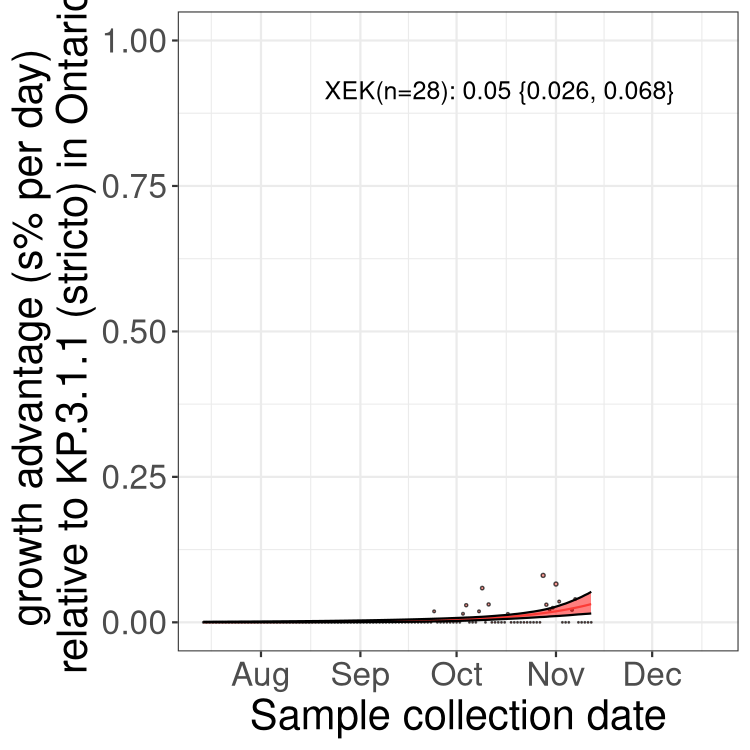 growth advantage (s% per day)
relative to KP.3.1.1 (stricto) in Ontario
1.00
0.75
0.50
0.25
0.00
XEK(n=28): 0.05 {0.026, 0.068}
Aug Sep Oct Nov Dec
Sample collection date